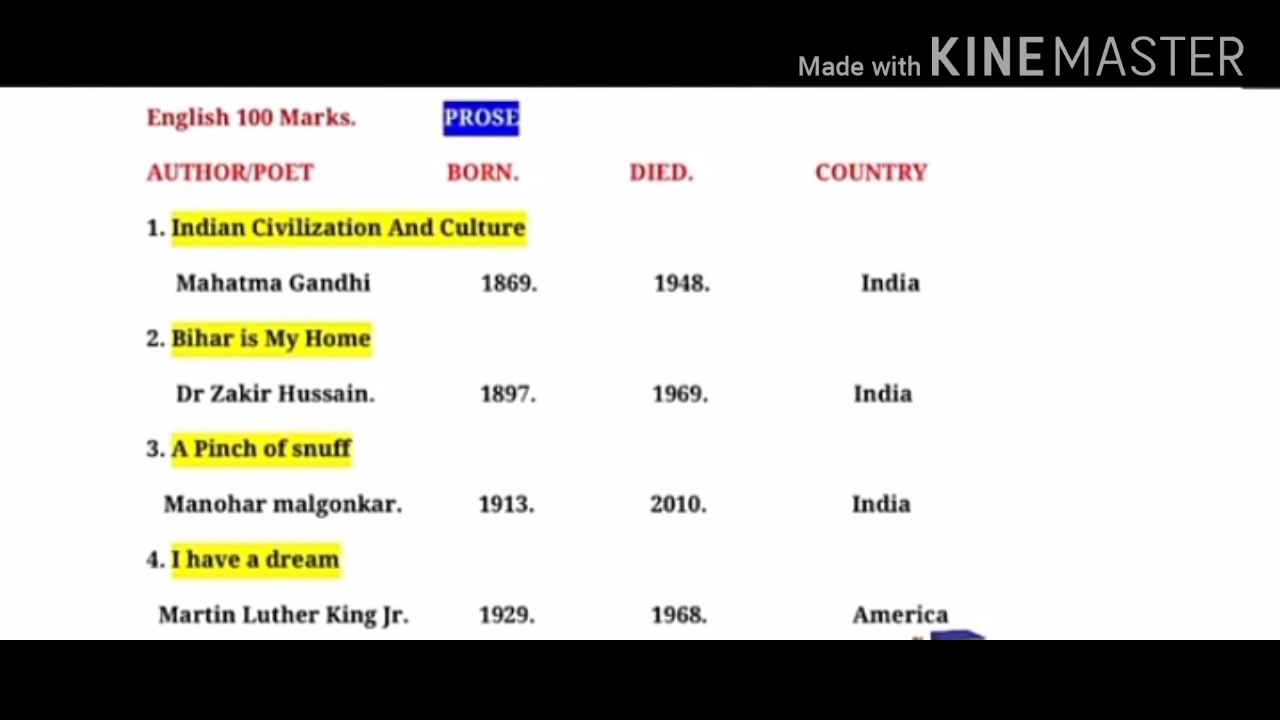 Made with KINEMASTER
English 100 Marks. PROSE
AUTHOR/POET BORN. DIED. COUNTRY
1. Indian Civilization And Culture
Mahatma Gandhi 1869. 1948. India
2. Bihar is My Home
Dr Zakir Hussain. 1897. 1969. India
3. A Pinch of snuff
Manohar malgonkar. 1913. 2010. India
4. I have a dream
Martin Luther King Jr. 1929. 1968. America